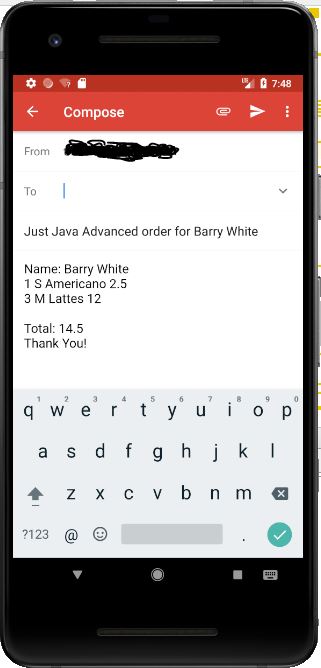 7:48
Compose
From
To
Just Java Advanced order for Barry White
Name: Barry White
1 S Americano 2.5
3 M Lattes 12
Total: 14.5
Thank You!
1 2 3 4 5 6 7 8 9 0
q w e r t y u i o p
a s d f g h j k l
z x c v b n m
?123 @ .